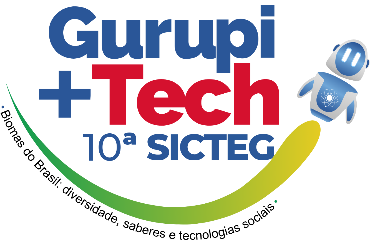 Gurupi
+Tech
10ª SICTEG
• Biomas do Brasil: diversidade, saberes e tecnologias sociais •